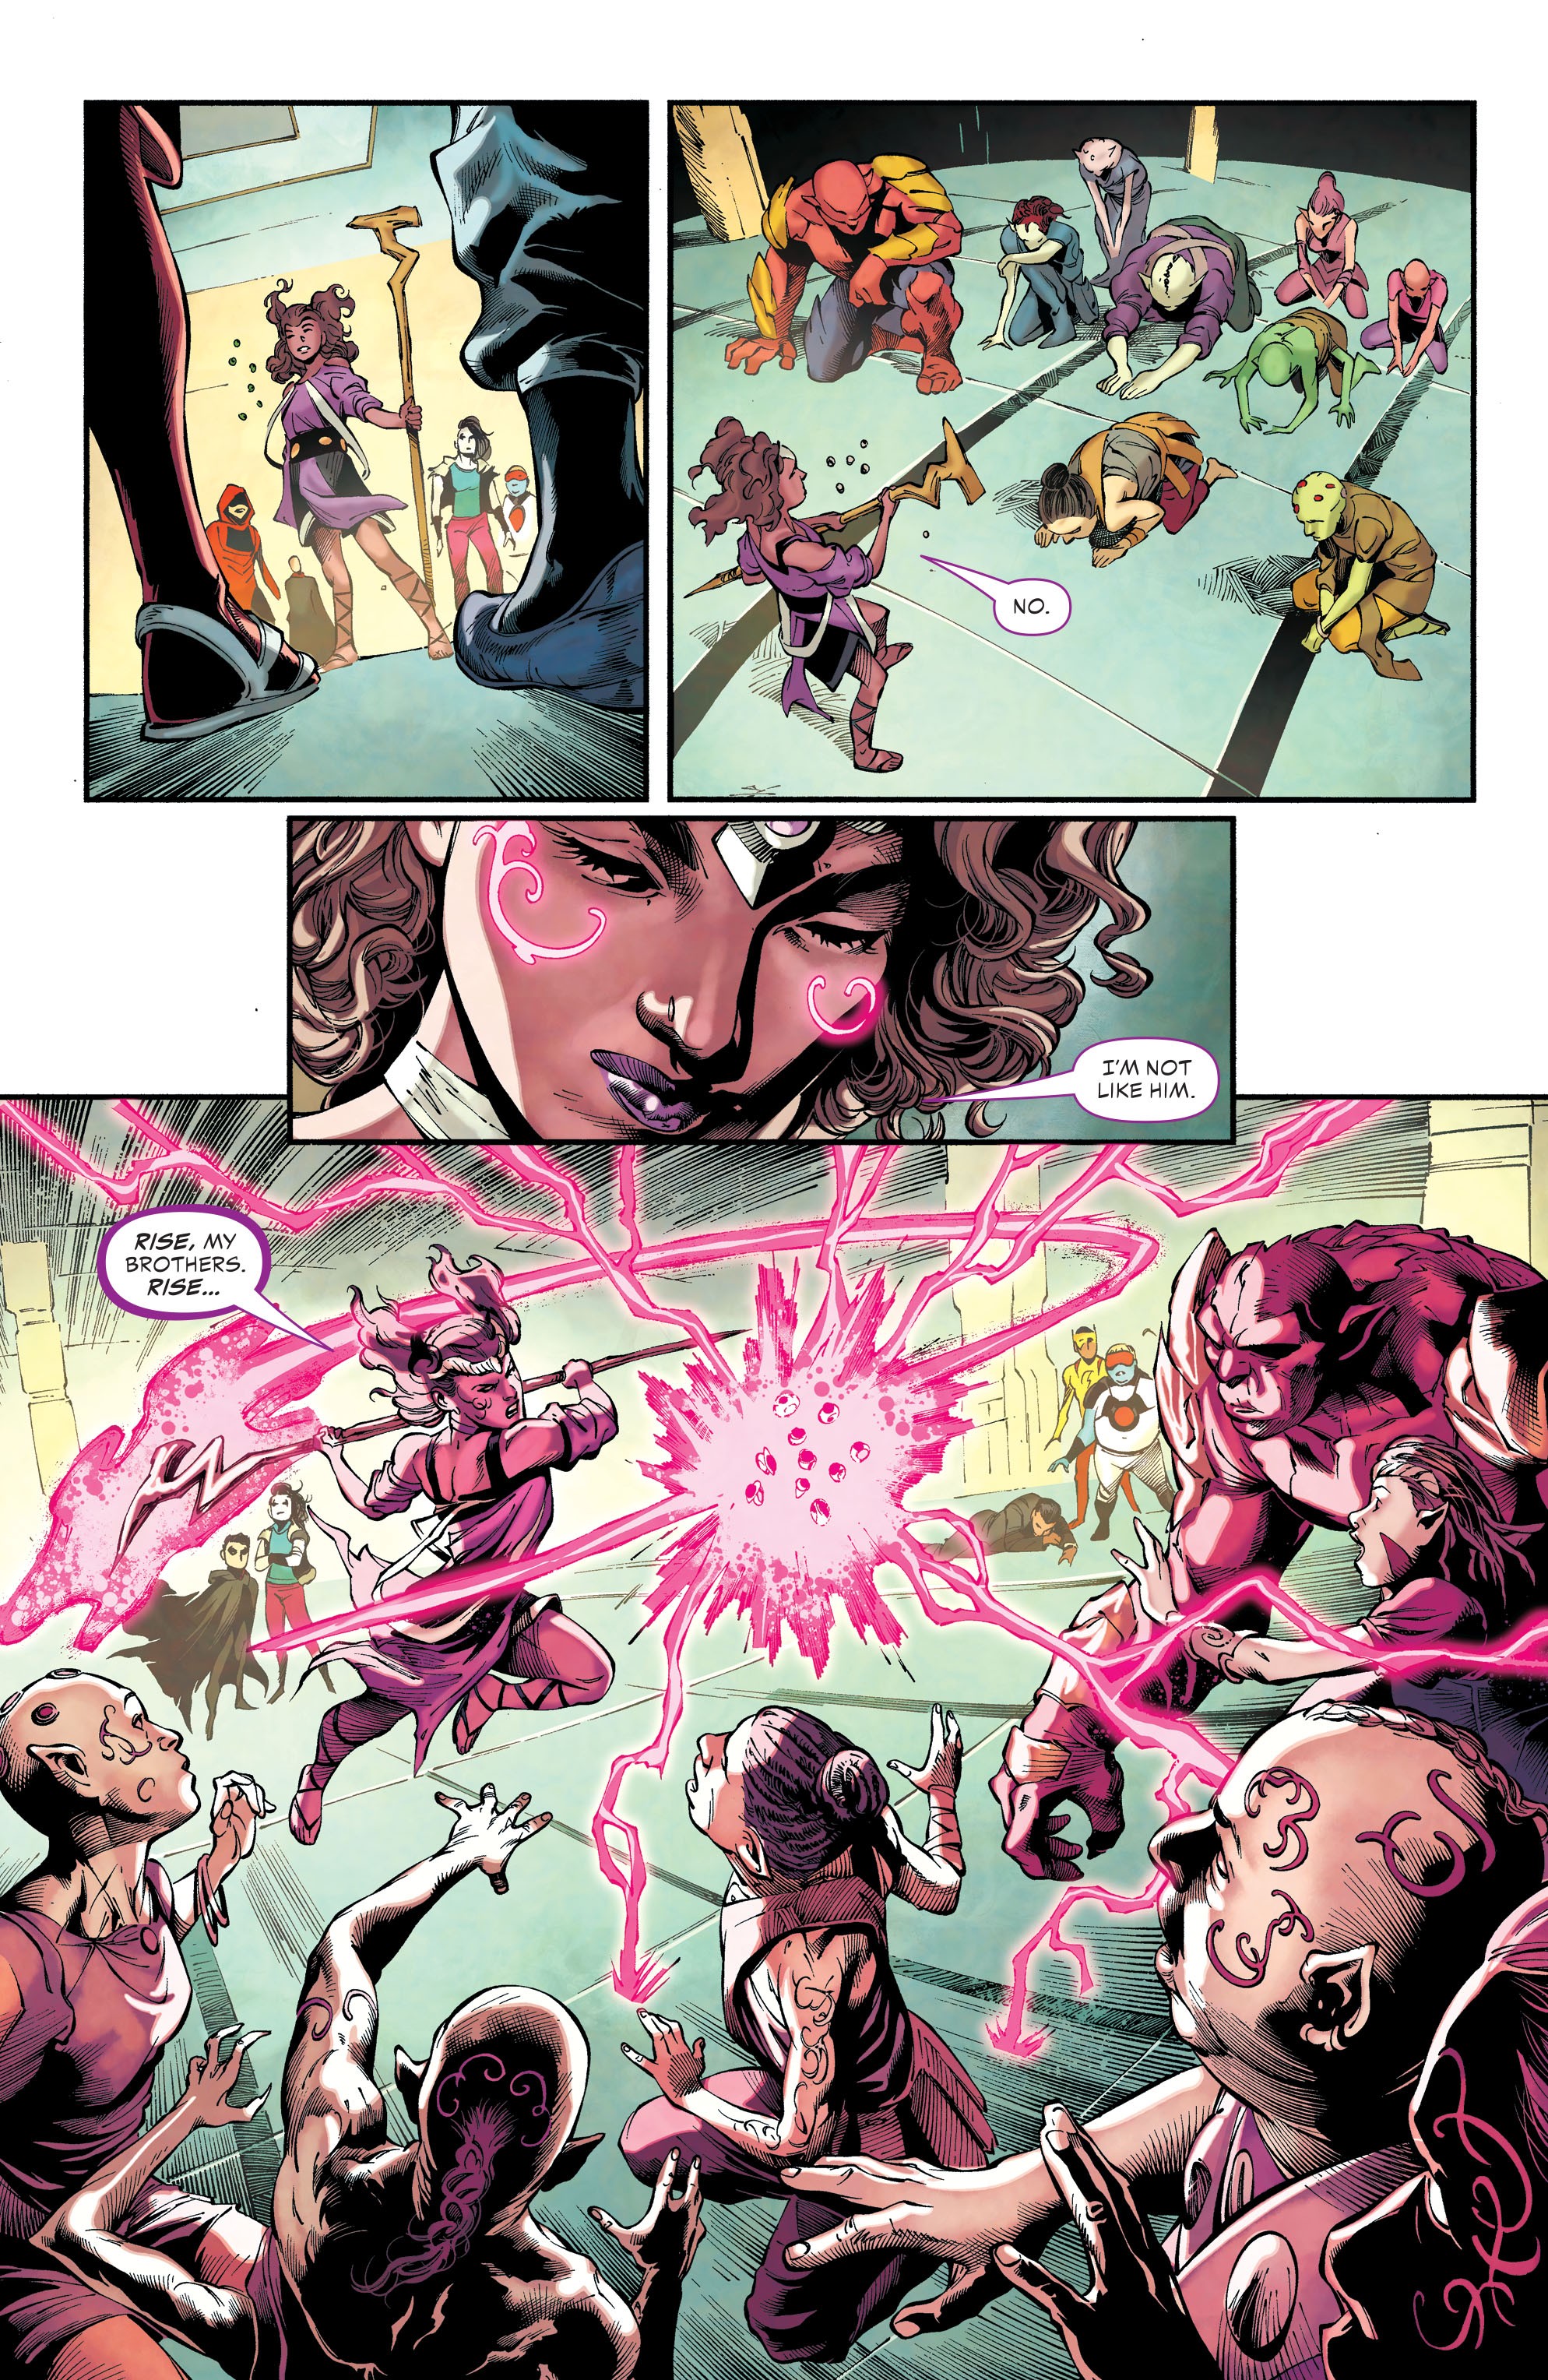 NO.
I'M NOT
LIKE HIM.
RISE, MY
BROTHERS.
RISE...